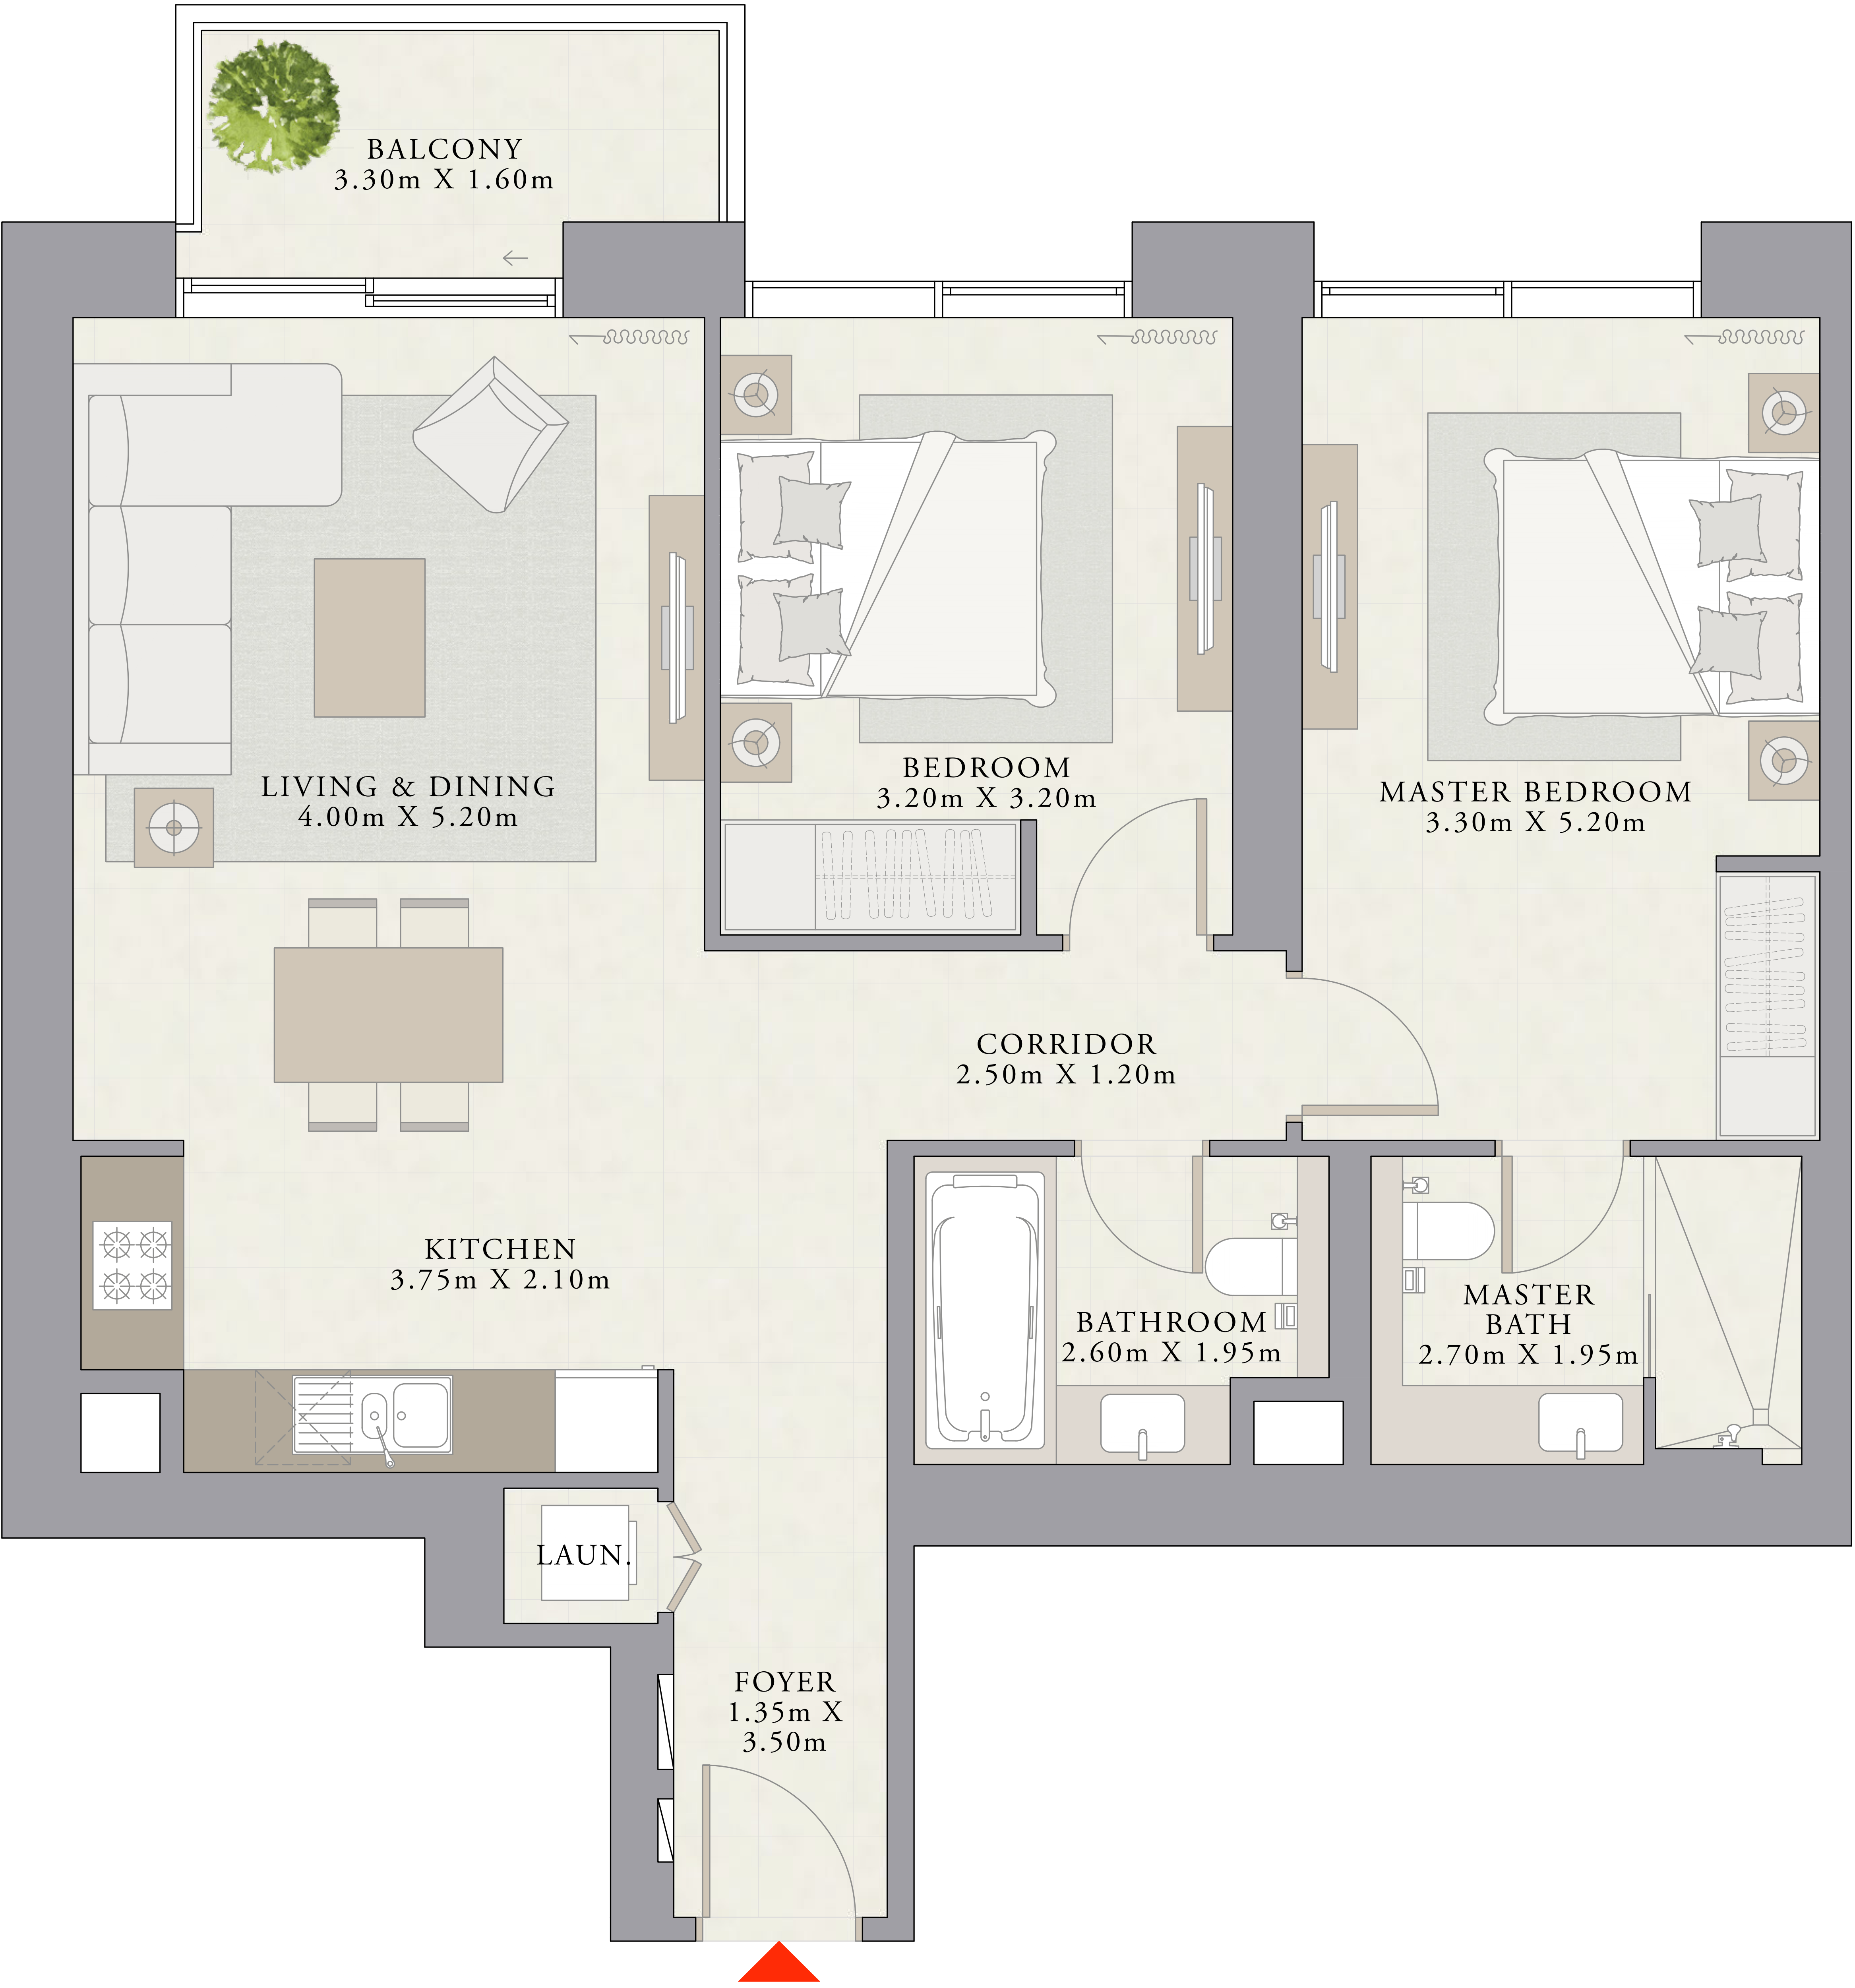 BALCONY
3.30m X 1.60m
LIVING & DINING
4.00m X 5.20m
BEDROOM
3.20m X 3.20m
MASTER BEDROOM
3.30m X 5.20m
CORRIDOR
2.50m X 1.20m
KITCHEN
3.75m X 2.10m
BATHROOM
2.60m X 1.95m
MASTER
BATH
2.70m X 1.95m
LAUN.
FOYER
1.35m X
3.50m